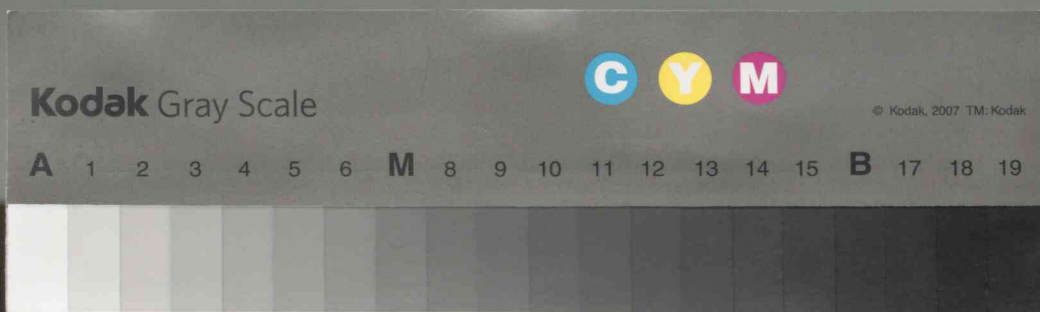 C Y M
Kodak Gray Scale
© Kodak, 2007 TM: Kodak
A 1 2 3 4 5 6 M 8 9 10 11 12 13 14 15 B 17 18 19